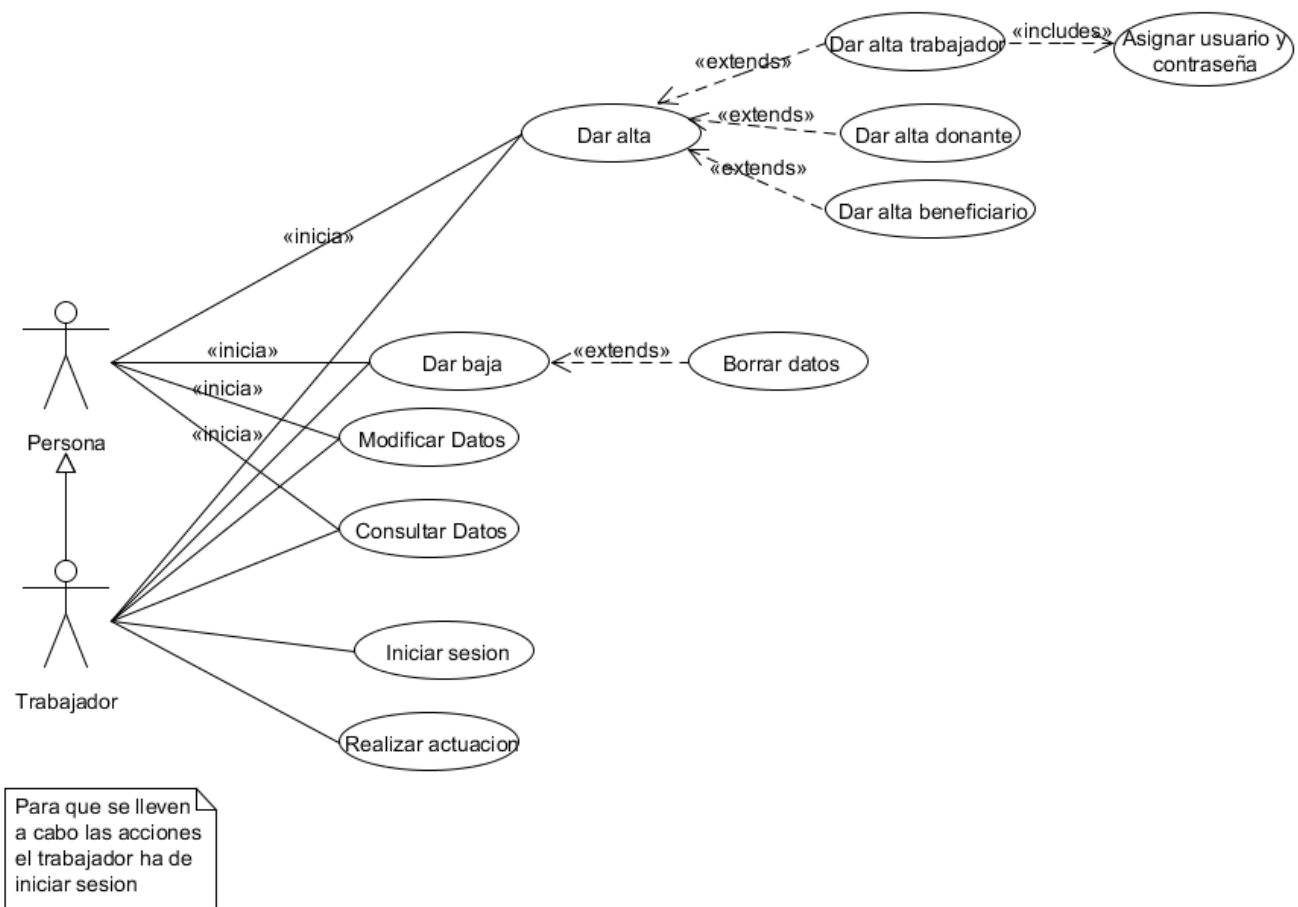 Dar alta trabajador
«includes»
Asignar usuario y
contraseña
«extends»
Dar alta
«extends»
Dar alta donante
«extends»
Dar alta beneficiario
«inicia»
«inicia»
Dar baja
«extends»
Borrar datos
«inicia»
Persona
«inicia»
Modificar Datos
Consultar Datos
Iniciar sesion
Trabajador
Realizar actuacion
Para que se lleven
a cabo las acciones
el trabajador ha de
iniciar sesion